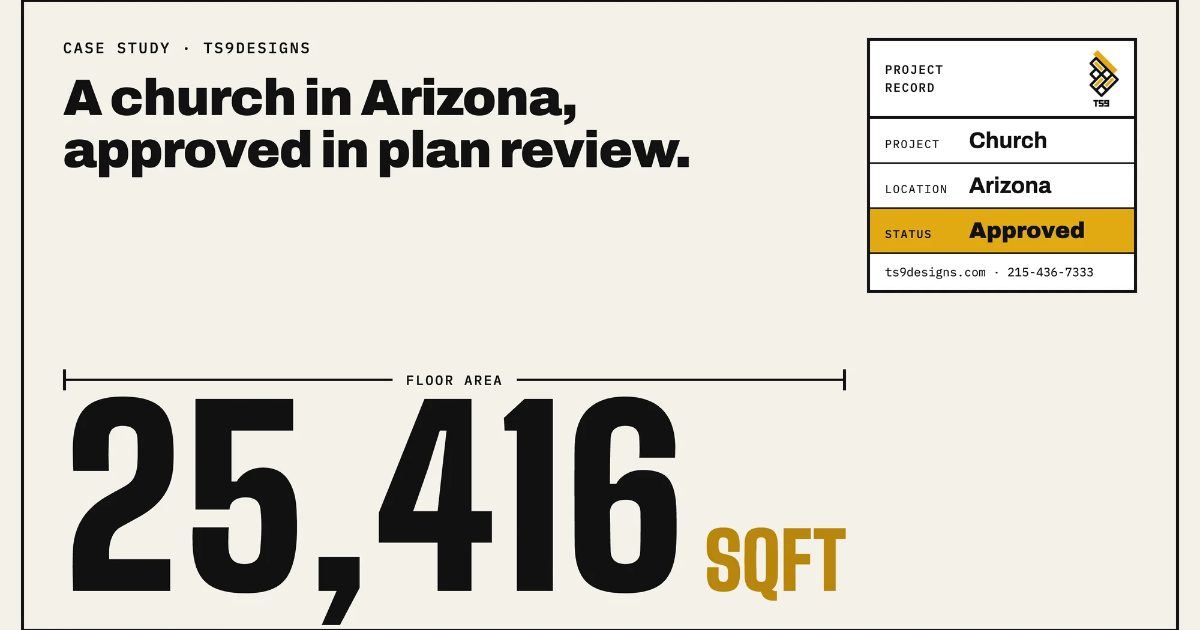 CASE STUDY · TS9DESIGNS
A church in Arizona,
approved in plan review.
PROJECT
RECORD
TS9
PROJECT Church
LOCATION Arizona
STATUS Approved
ts9designs.com · 215-436-7333
FLOOR AREA
25,416 SQFT